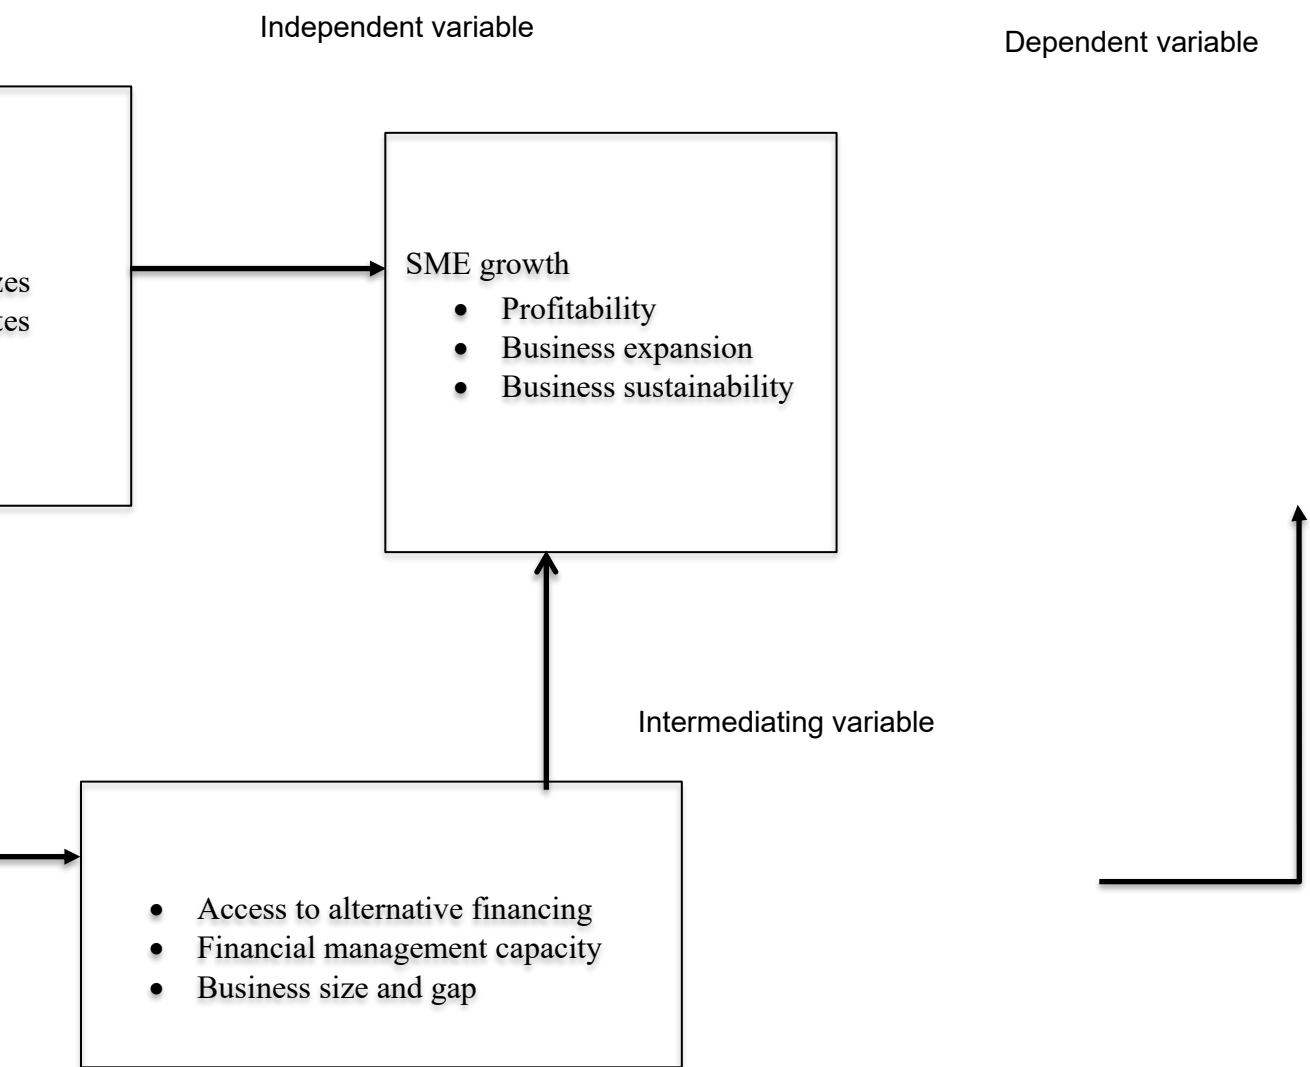 Independent variable
Dependent variable
SME growth
• Profitability
• Business expansion
• Business sustainability
Intermediating variable
• Access to alternative financing
• Financial management capacity
• Business size and gap